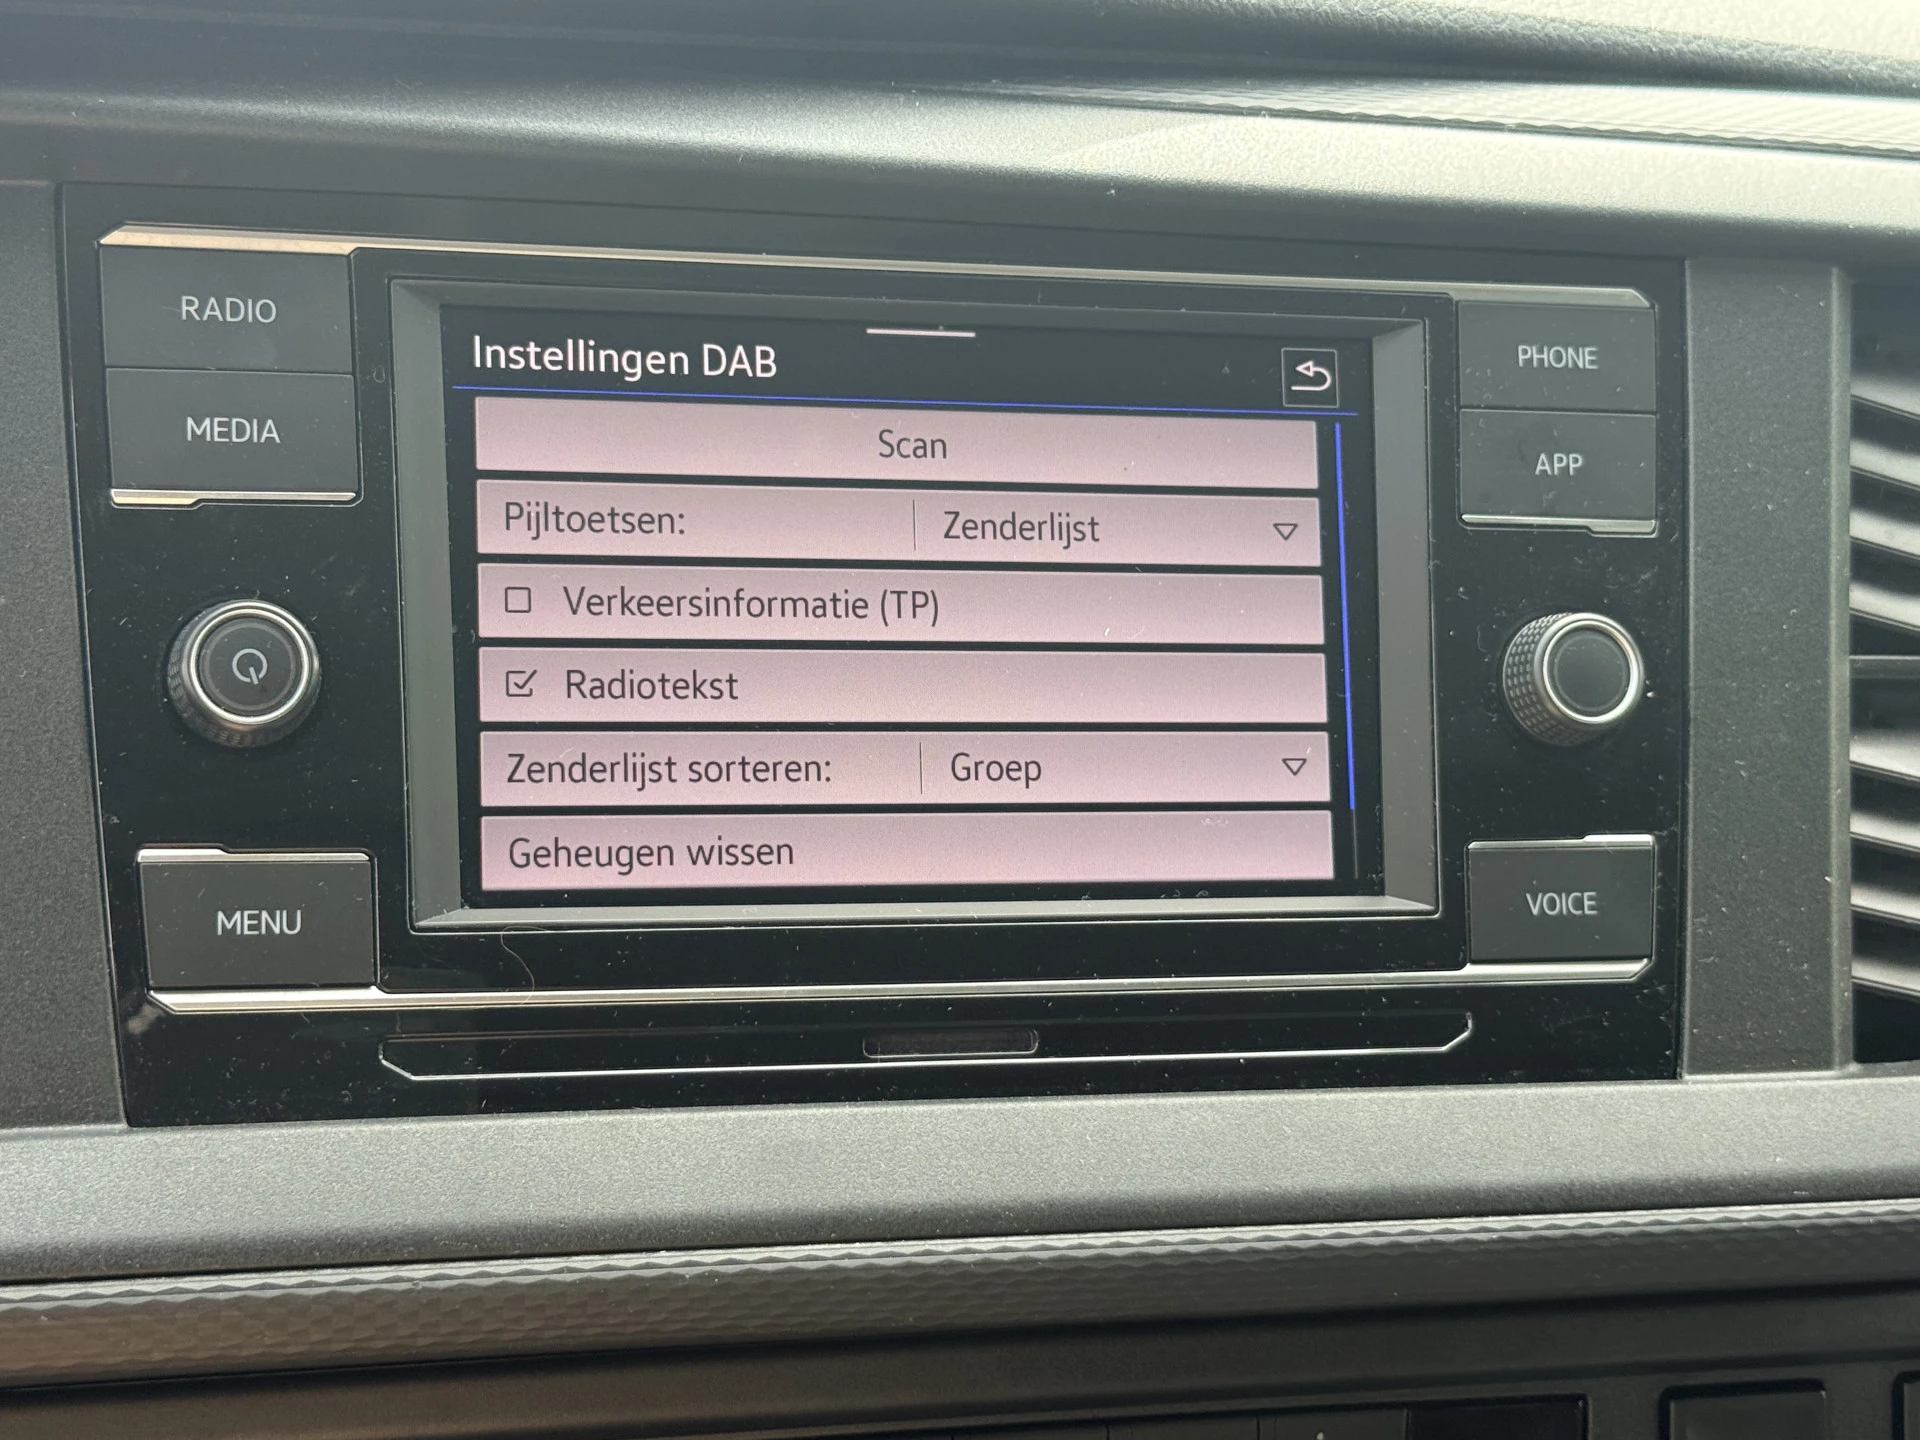 RADIO
MEDIA
MENU
Instellingen DAB
Scan
Pijltoetsen: Zenderlijst
Verkeersinformatie (TP)
Radiotekst
Zenderlijst sorteren: Groep
Geheugen wissen
PHONE
APP
VOICE